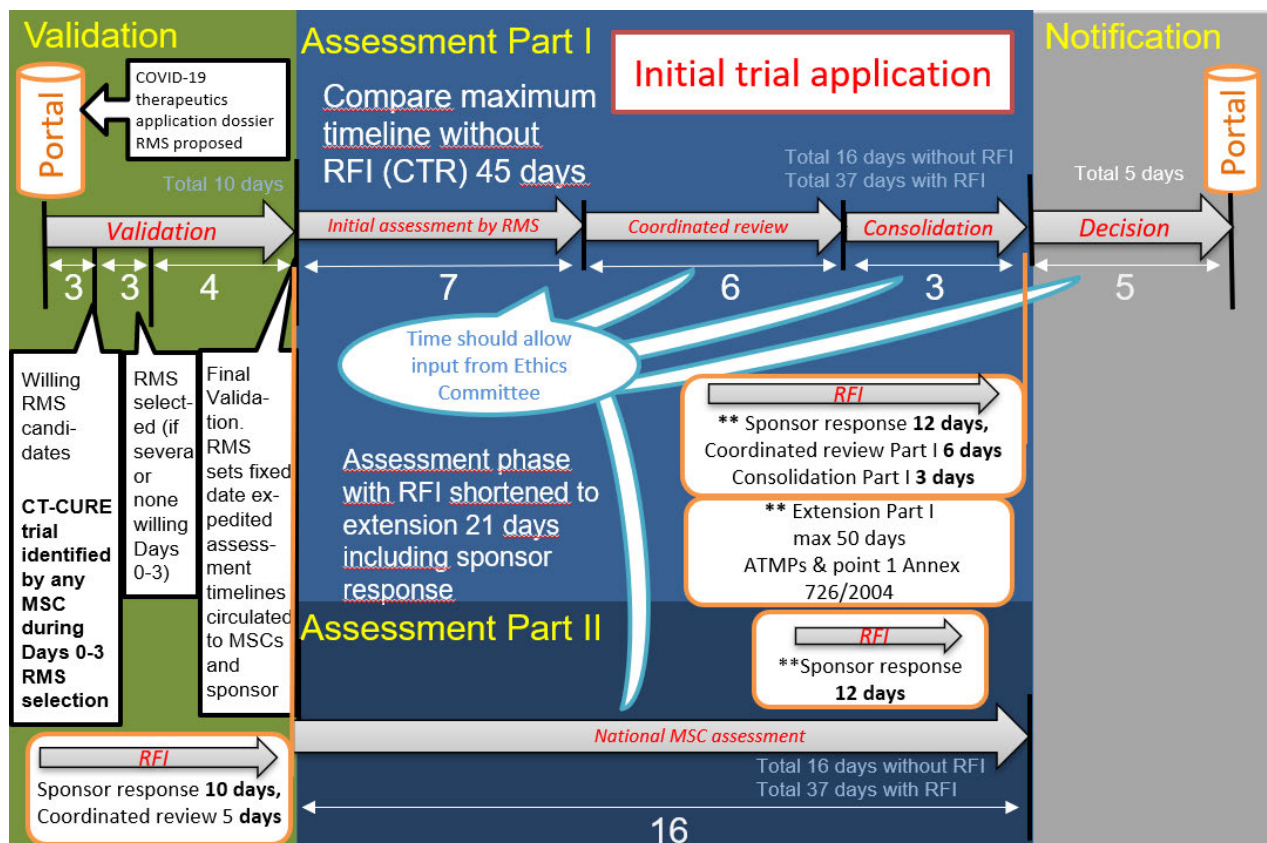 Validation
Portal
COVID-19
therapeutics
application dossier
RMS proposed
Total 10 days
Validation
3
3
4
Willing
RMS
candi-
dates
CT-CURE
trial
identified
by any
MSC
during
Days 0-3
RMS
selection
RMS
select-
ed (if
severa
or
none
willing
Days
0-3)
Final
Valida-
tion.
RMS
sets fixed
date ex-
pedited
assess-
ment
timelines
circulated
to MSCs
and
sponsor
RFI
Sponsor response 10 days,
Coordinated review 5 days
Assessment Part I
Initial trial application
Compare maximum
timeline without
RFI (CTR) 45 days
Total 16 days without RFI
Total 37 days with RFI
Initial assessment by RMS
Coordinated review
Consolidation
7
6
3
Time should allow
input from Ethics
Committee
Assessment phase
with RFI shortened to
extension 21 days
including sponsor
response
RFI
** Sponsor response 12 days,
Coordinated review Part I 6 days
Consolidation Part I 3 days
** Extension Part I
max 50 days
ATMPs & point 1 Annex
726/2004
Assessment Part II
RFI
**Sponsor response
12 days
National MSC assessment
Total 16 days without RFI
Total 37 days with RFI
16
Notification
Portal
Total 5 days
Decision
5